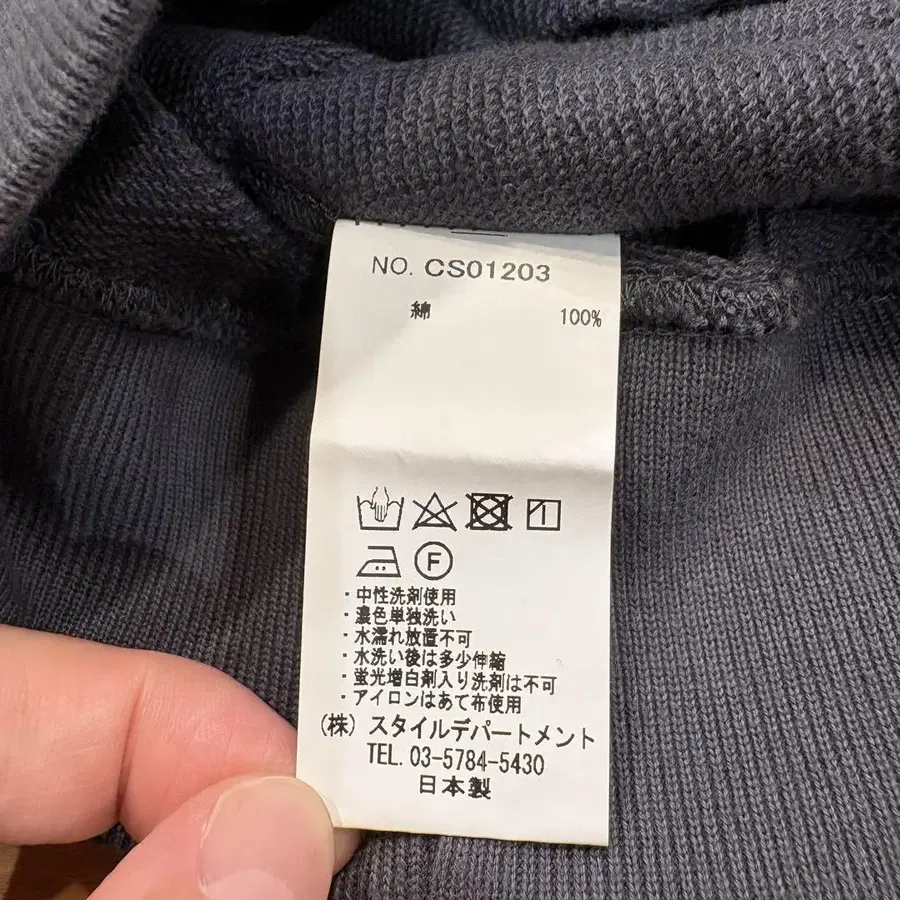 NO. CS01203
綿 100%
F
・中性洗剤使用
・濃色単独洗い
・水濡れ放置不可
・水洗い後は多少伸縮
・蛍光増白剤入り洗剤は不可
・アイロンはあて布使用
(株) スタイルデパートメント
TEL. 03-5784-5430
日本製